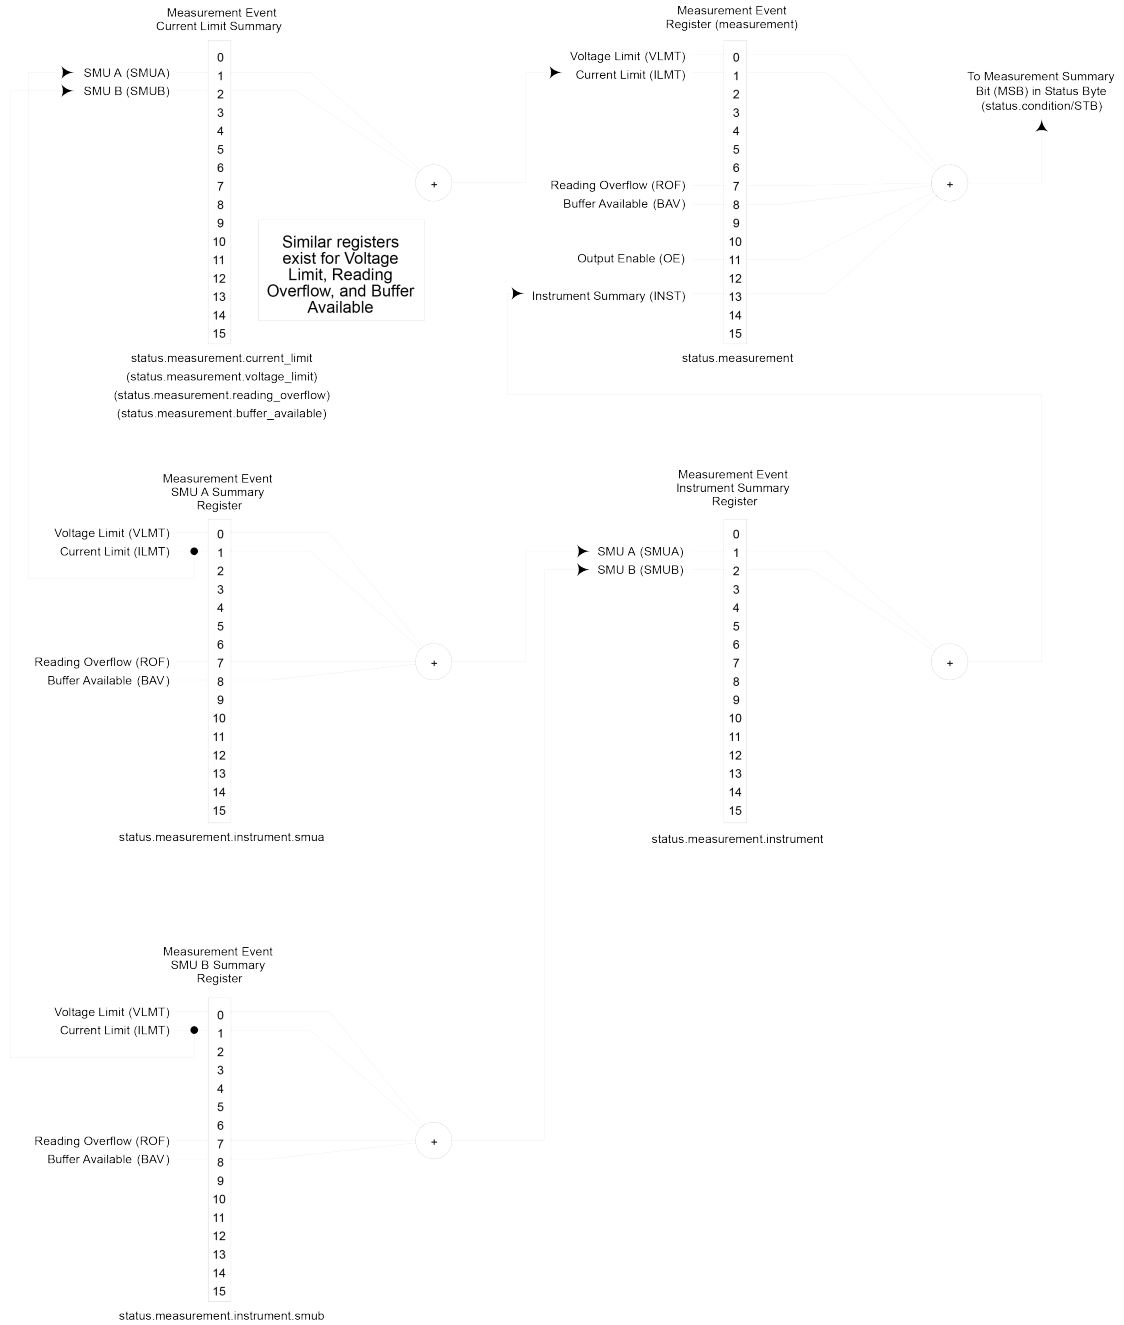 Measurement Event
Current Limit Summary
0
SMU A (SMUA) 1
SMU B (SMUB) 2
3
4
5
6
7
8
9
10
11
12
13
14
15
+
Similar registers
exist for Voltage
Limit, Reading
Overflow, and Buffer
Available
status.measurement.current_limit
(status.measurement.voltage_limit)
(status.measurement.reading_overflow)
(status.measurement.buffer_available)
Measurement Event
Register (measurement)
Voltage Limit (VLMT) 0
Current Limit (ILMT) 1
2
3
4
5
6
Reading Overflow (ROF) 7
Buffer Available (BAV) 8
9
10
Output Enable (OE) 11
12
Instrument Summary (INST) 13
14
15
+
status.measurement
To Measurement Summary
Bit (MSB) in Status Byte
(status.condition/STB)
Measurement Event
SMU A Summary
Register
Voltage Limit (VLMT) 0
Current Limit (ILMT) 1
2
3
4
5
6
Reading Overflow (ROF) 7
Buffer Available (BAV) 8
9
10
11
12
13
14
15
+
status.measurement.instrument.smua
Measurement Event
Instrument Summary
Register
0
SMU A (SMUA) 1
SMU B (SMUB) 2
3
4
5
6
7
8
9
10
11
12
13
14
15
+
status.measurement.instrument
Measurement Event
SMU B Summary
Register
Voltage Limit (VLMT) 0
Current Limit (ILMT) 1
2
3
4
5
6
Reading Overflow (ROF) 7
Buffer Available (BAV) 8
9
10
11
12
13
14
15
+
status.measurement.instrument.smub